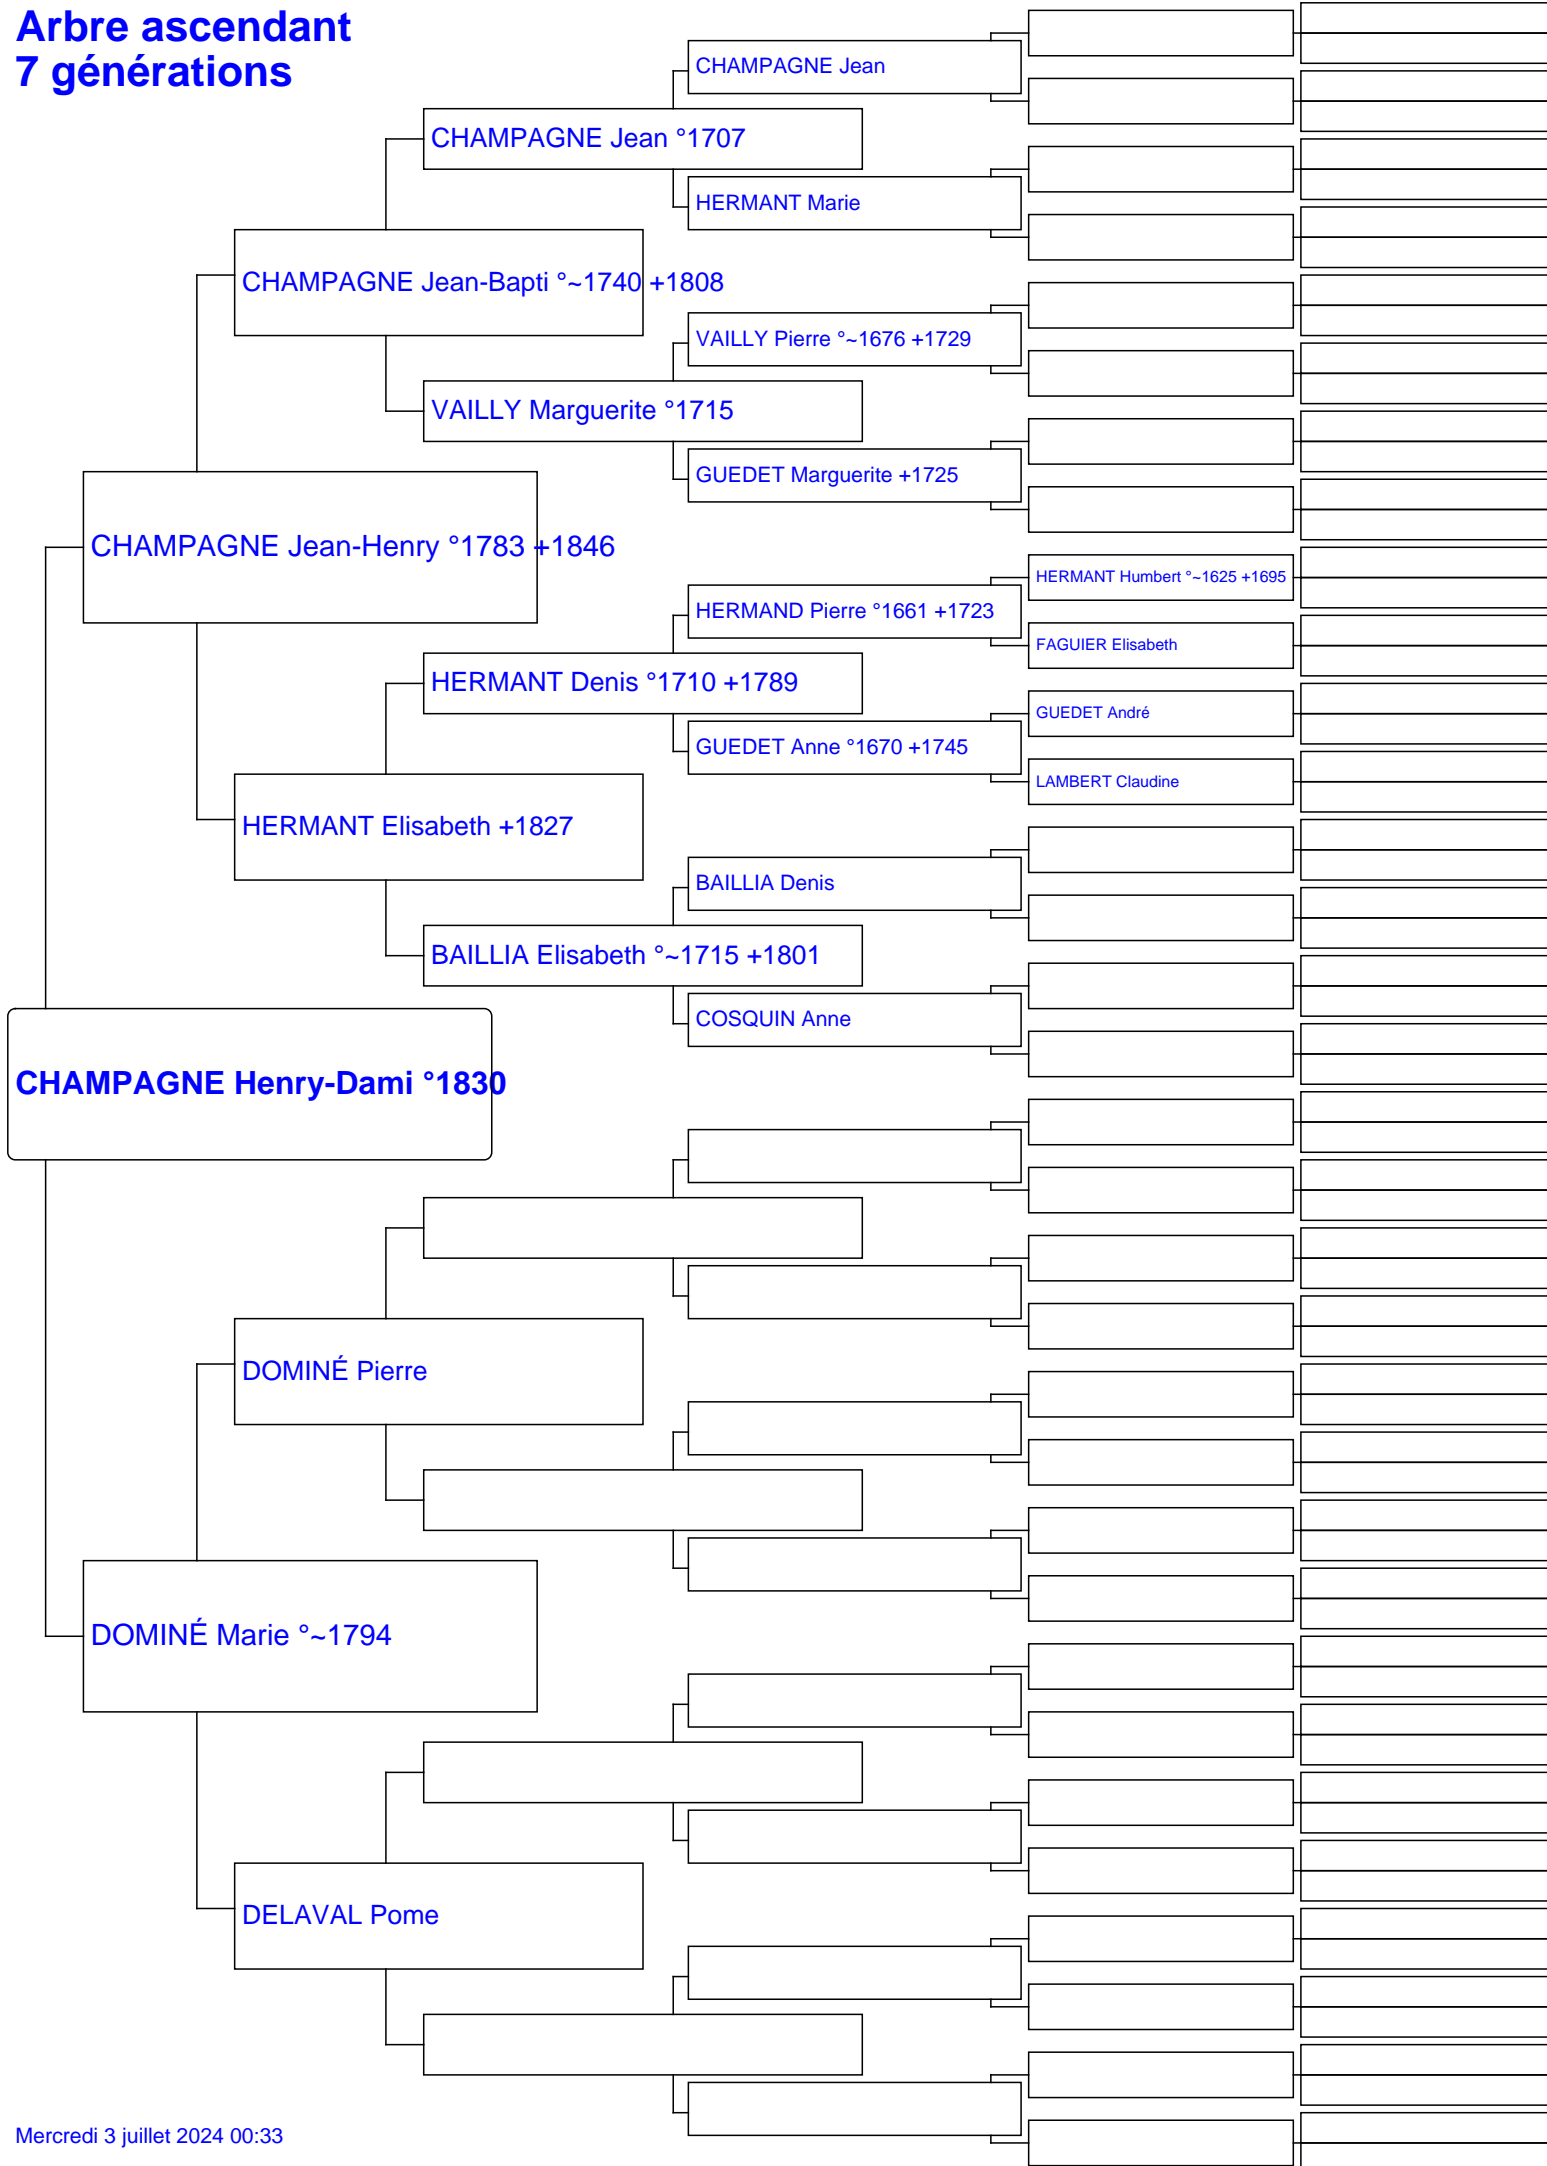 Arbre ascendant
7 générations
CHAMPAGNE Jean
CHAMPAGNE Jean °1707
HERMANT Marie
CHAMPAGNE Jean-Bapti °~1740 +1808
VAILLY Pierre °~1676 +1729
VAILLY Marguerite °1715
GUEDET Marguerite +1725
CHAMPAGNE Jean-Henry °1783 +1846
HERMANT Humbert °~1625 +1695
HERMAND Pierre °1661 +1723
FAGUIER Elisabeth
HERMANT Denis °1710 +1789
GUEDET André
GUEDET Anne °1670 +1745
LAMBERT Claudine
HERMANT Elisabeth +1827
BAILLIA Denis
BAILLIA Elisabeth °~1715 +1801
COSQUIN Anne
CHAMPAGNE Henry-Dami °1830
DOMINÉ Pierre
DOMINÉ Marie °~1794
DELAVAL Pome
Mercredi 3 juillet 2024 00:33